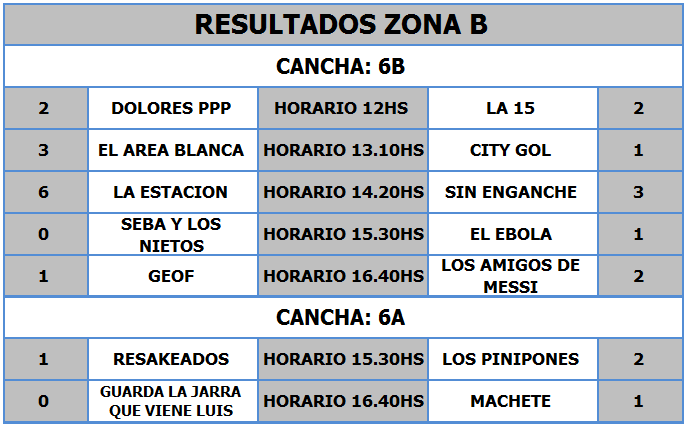 RESULTADOS ZONA B
CANCHA: 6B
2 DOLORES PPP HORARIO 12HS LA 15 2
3 EL AREA BLANCA HORARIO 13.10HS CITY GOL 1
6 LA ESTACION HORARIO 14.20HS SIN ENGANCHE 3
0 SEBA Y LOS NIETOS HORARIO 15.30HS EL EBOLA 1
1 GEOF HORARIO 16.40HS LOS AMIGOS DE MESSI 2
CANCHA: 6A
1 RESAKEADOS HORARIO 15.30HS LOS PINIPONES 2
0 GUARDA LA JARRA QUE VIENE LUIS HORARIO 16.40HS MACHETE 1